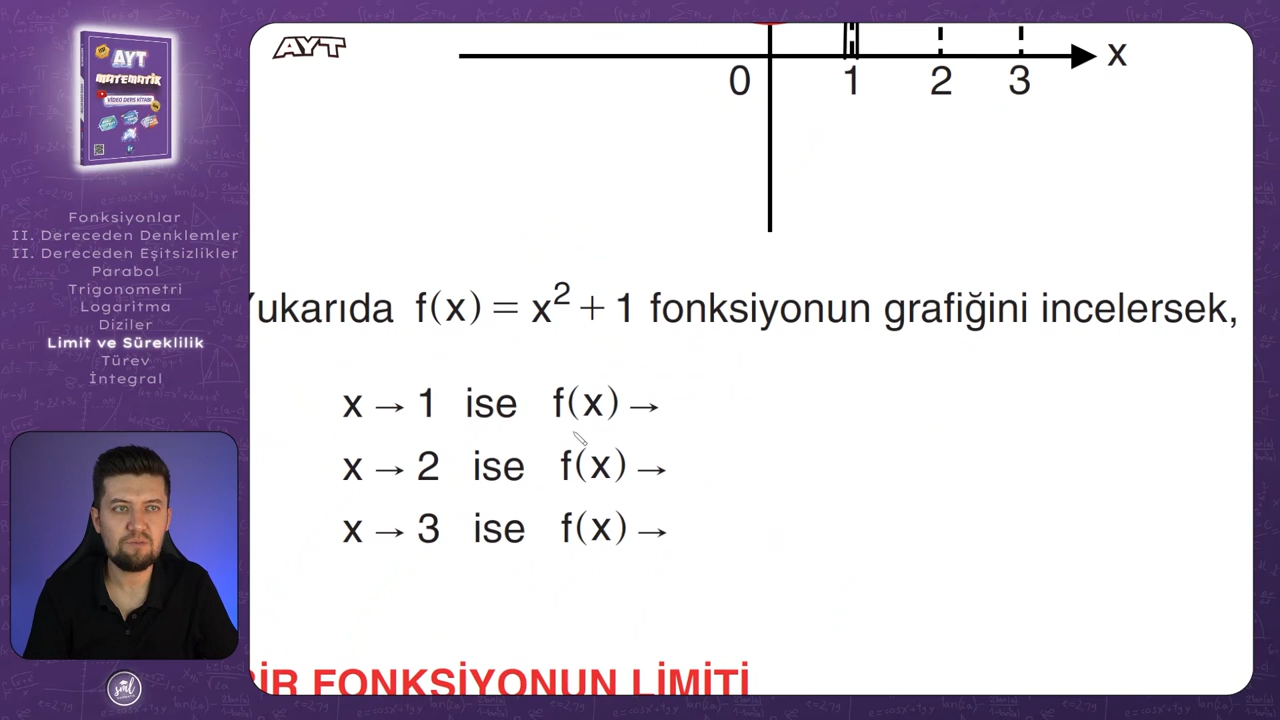 AYT
MATEMATİK
VİDEO DERS KİTABI
Fonksiyonlar
II. Dereceden Denklemler
II. Dereceden Eşitsizlikler
Parabol
Trigonometri
Logaritma
Diziler
Limit ve Süreklilik
Türev
İntegral
sml
AYT
x
0 1 2 3
Yukarıda f(x) = x² + 1 fonksiyonun grafiğini incelersek,
x → 1 ise f(x) →
x → 2 ise f(x) →
x → 3 ise f(x) →
BİR FONKSİYONUN LİMİTİ